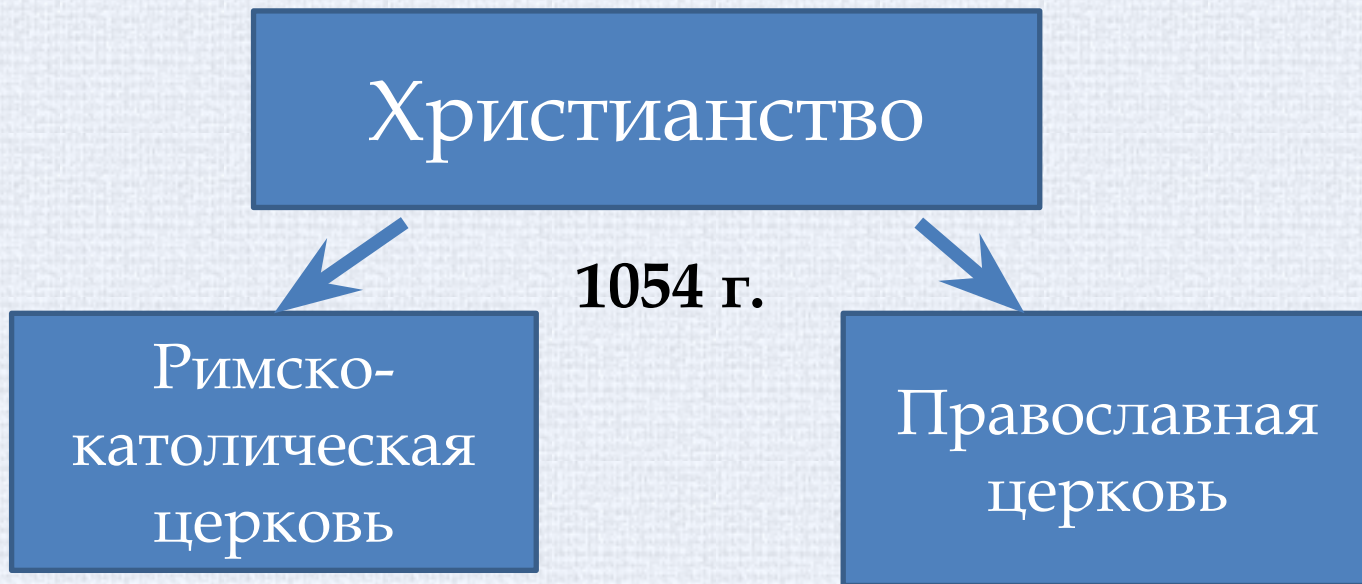 Христианство
1054 г.
Римско-
католическая
церковь
Православная
церковь